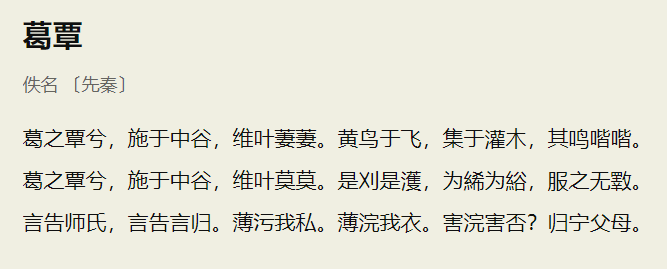 葛覃
佚名 〔先秦〕
葛之覃兮，施于中谷，维叶萋萋。黄鸟于飞，集于灌木，其鸣喈喈。
葛之覃兮，施于中谷，维叶莫莫。是刈是濩，为絺为绤，服之无斁。
言告师氏，言告言归。薄污我私。薄浣我衣。害浣害否？归宁父母。